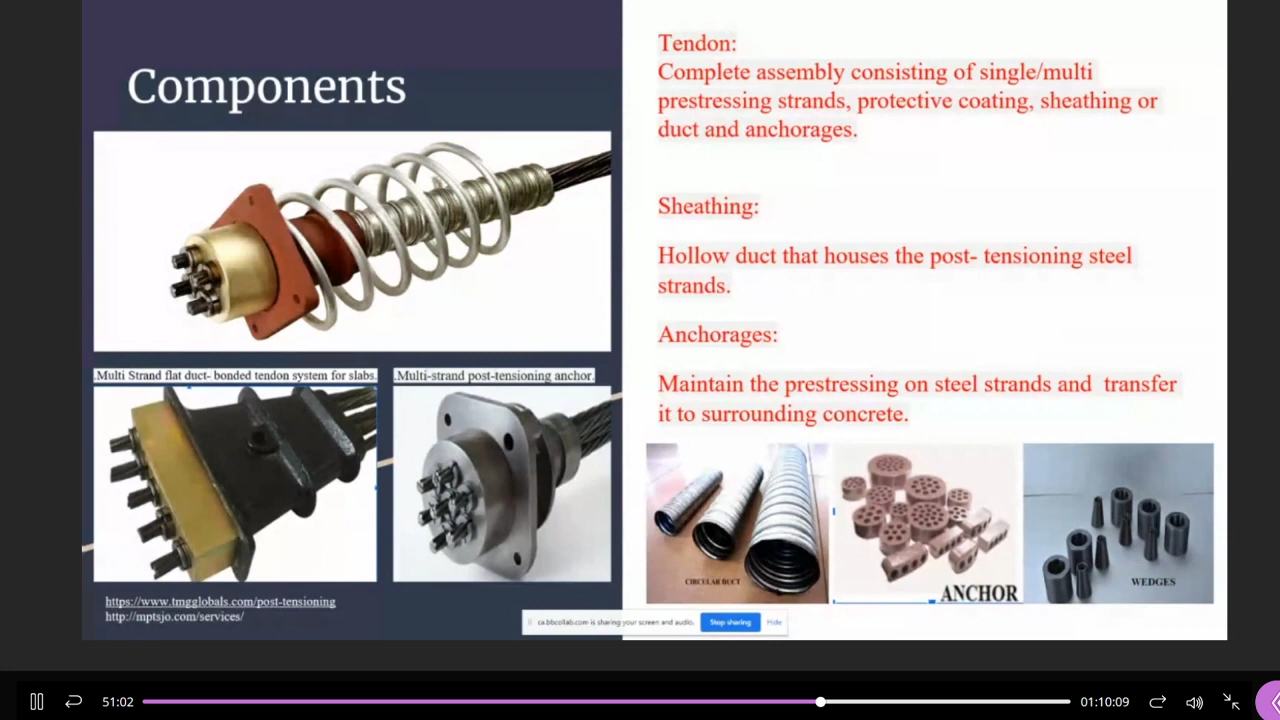 Components
.Multi Strand flat duct- bonded tendon system for slabs.
.Multi-strand post-tensioning anchor.
https://www.tmgglobals.com/post-tensioning
http://mptsjo.com/services/
Tendon:
Complete assembly consisting of single/multi
prestressing strands, protective coating, sheathing or
duct and anchorages.
Sheathing:
Hollow duct that houses the post- tensioning steel
strands.
Anchorages:
Maintain the prestressing on steel strands and  transfer
it to surrounding concrete.
CIRCULAR DUCT
ANCHOR
WEDGES
ca.bbcollab.com is sharing your screen and audio.
Stop sharing
Hide
51:02
01:10:09